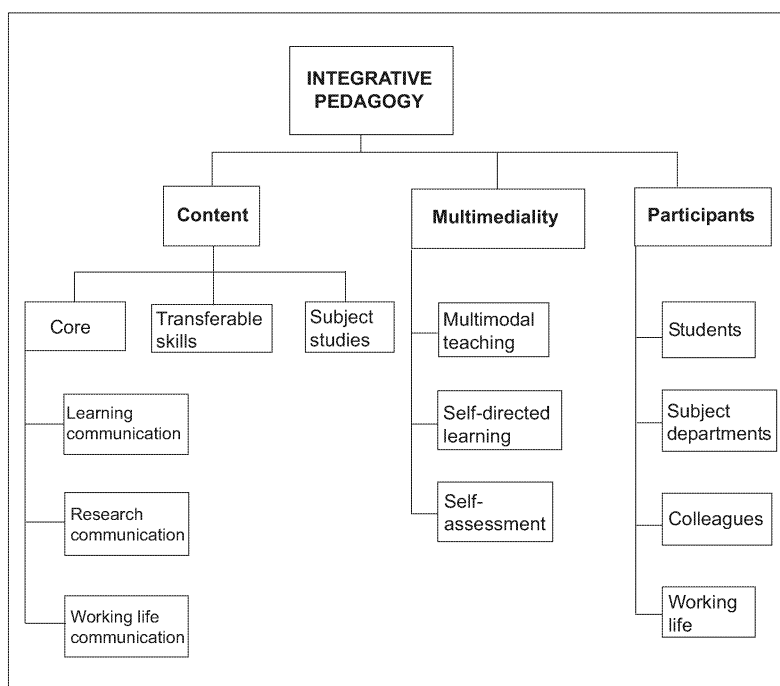 INTEGRATIVE
PEDAGOGY
Content
Multimediality
Participants
Core
Transferable
skills
Subject
studies
Learning
communication
Research
communication
Working life
communication
Multimodal
teaching
Self-directed
learning
Self-
assessment
Students
Subject
departments
Colleagues
Working
life